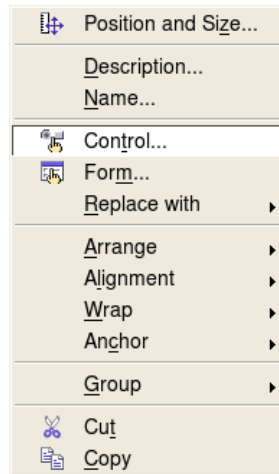 Position and Size...
Description...
Name...
Control...
Form...
Replace with
Arrange
Alignment
Wrap
Anchor
Group
Cut
Copy